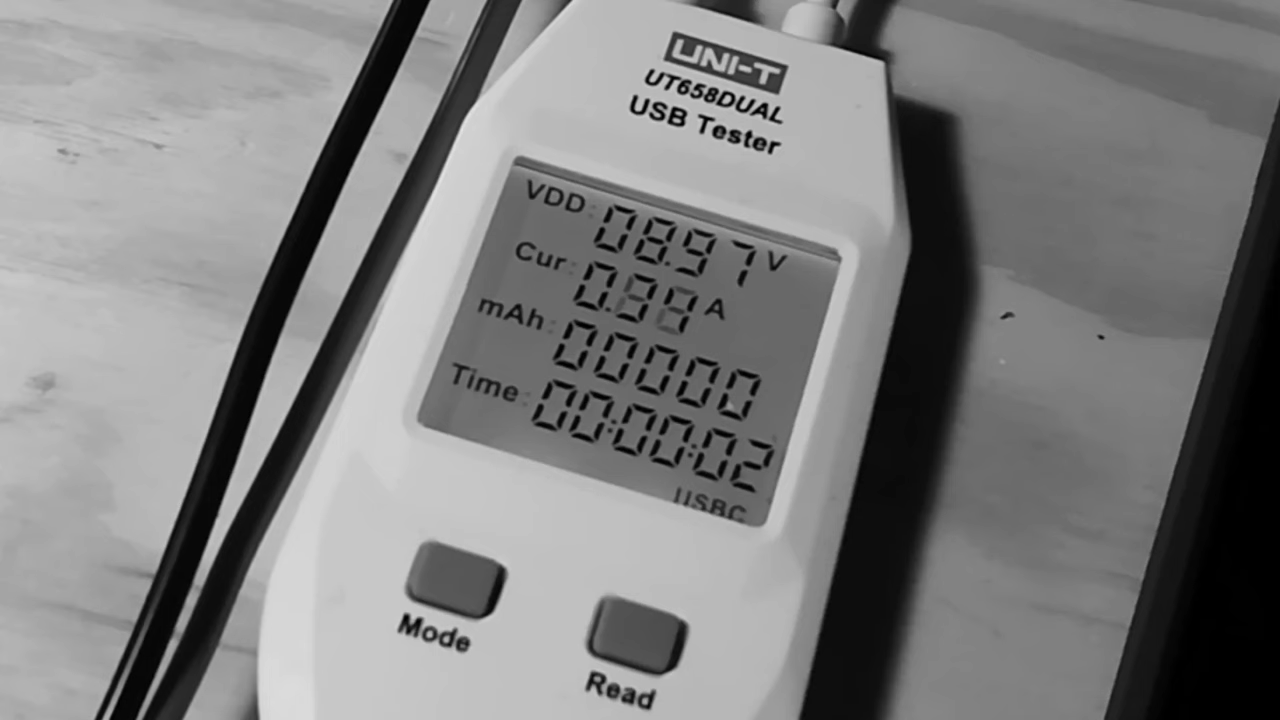 UNI-T
UT658DUAL
USB Tester
VDD: 08.97 V
Cur: A
mAh: 00000
Time: 00:00:02
USBC
Mode
Read